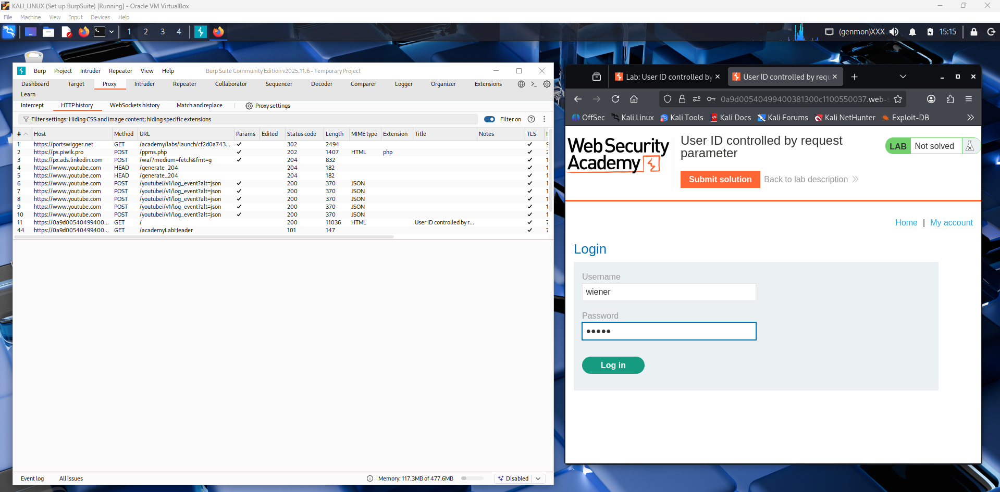 KALI_LINUX (Set up BurpSuite) [Running] - Oracle VM VirtualBox
File Machine View Input Devices Help
1 2 3 4 (genmon)XXX 15:15
Burp Project Intruder Repeater View Help Burp Suite Community Edition v2025.11.6 - Temporary Project
Dashboard Target Proxy Intruder Repeater Collaborator Sequencer Decoder Comparer Logger Organizer Extensions
Learn
Intercept HTTP history WebSockets history Match and replace Proxy settings
Filter settings: Hiding CSS and image content; hiding specific extensions Filter on
# Host Method URL Params Edited Status code Length MIME type Extension Title Notes TLS
1 https://portswigger.net GET /academy/labs/launch/cf2d0a743... ✓ 302 2494 ✓
2 https://ps.piwik.pro POST /ppms.php ✓ 202 1407 HTML php ✓
3 https://px.ads.linkedin.com POST /wa/?medium=fetch&fmt=g ✓ 204 832 ✓
4 https://www.youtube.com HEAD /generate_204 204 182 ✓
5 https://www.youtube.com HEAD /generate_204 204 182 ✓
6 https://www.youtube.com POST /youtubei/v1/log_event?alt=json ✓ 200 370 JSON ✓
7 https://www.youtube.com POST /youtubei/v1/log_event?alt=json ✓ 200 370 JSON ✓
8 https://www.youtube.com POST /youtubei/v1/log_event?alt=json ✓ 200 370 JSON ✓
9 https://www.youtube.com POST /youtubei/v1/log_event?alt=json ✓ 200 370 JSON ✓
10 https://www.youtube.com POST /youtubei/v1/log_event?alt=json ✓ 200 370 JSON ✓
11 https://0a9d0054049940... GET / 200 11036 HTML User ID controlled by r... ✓
44 https://0a9d0054049940... GET /academyLabHeader 101 147 ✓
Event log All issues Memory: 117.3MB of 477.6MB Disabled
Lab: User ID controlled by User ID controlled by requ
0a9d00540499400381300c1100550037.web-s
OffSec Kali Linux Kali Tools Kali Docs Kali Forums Kali NetHunter Exploit-DB
Web Security
Academy
User ID controlled by request
parameter
LAB Not solved
Submit solution Back to lab description
Home | My account
Login
Username
wiener
Password
•••••
Log in